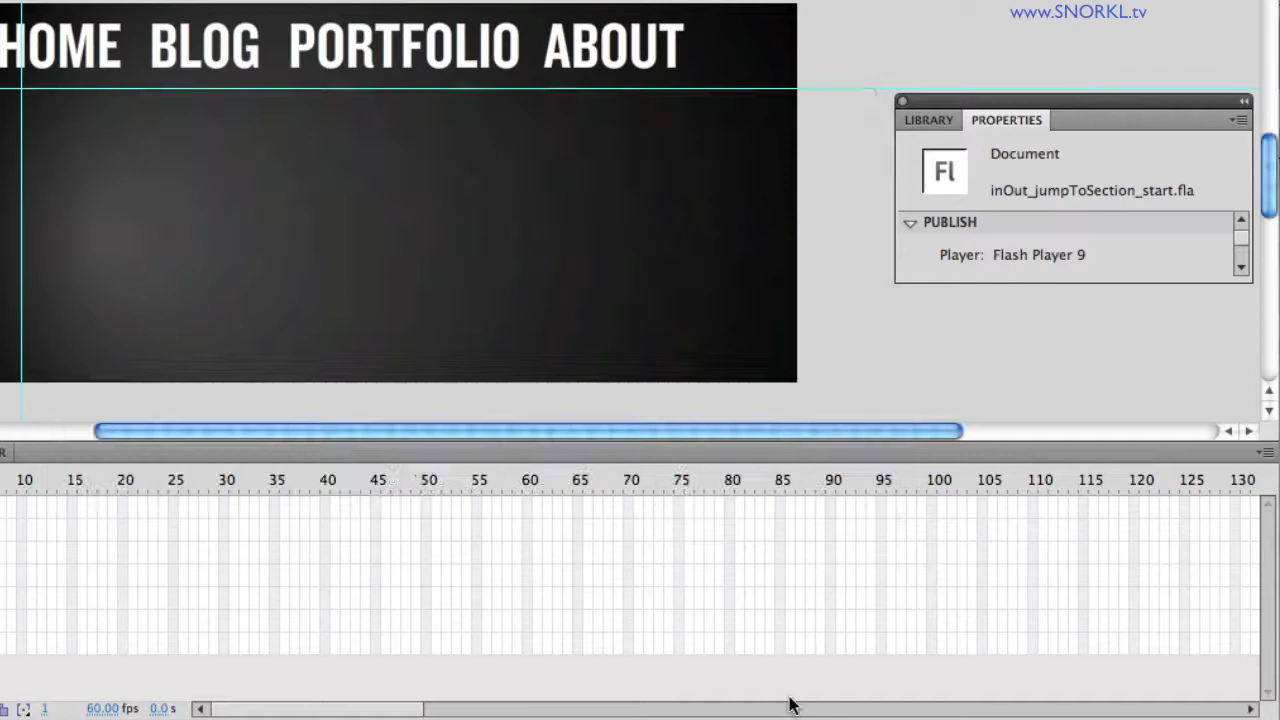 www.SNORKL.tv
HOME BLOG PORTFOLIO ABOUT
LIBRARY PROPERTIES
Fl
Document
inOut_jumpToSection_start.fla
PUBLISH
Player: Flash Player 9
R
10 15 20 25 30 35 40 45 50 55 60 65 70 75 80 85 90 95 100 105 110 115 120 125 130
1 60.00 fps 0.0 s